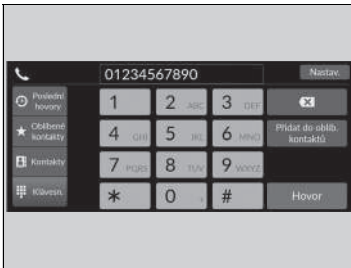 01234567890
Nastav.
Poslední
hovory
1
2 ABC
3 DEF
Oblíbené
kontakty
4 GHI
5 JKL
6 MNO
Přidat do oblíb.
kontaktů
Kontakty
7 PQRS
8 TUV
9 WXYZ
Klávesn.
*
0 +
#
Hovor